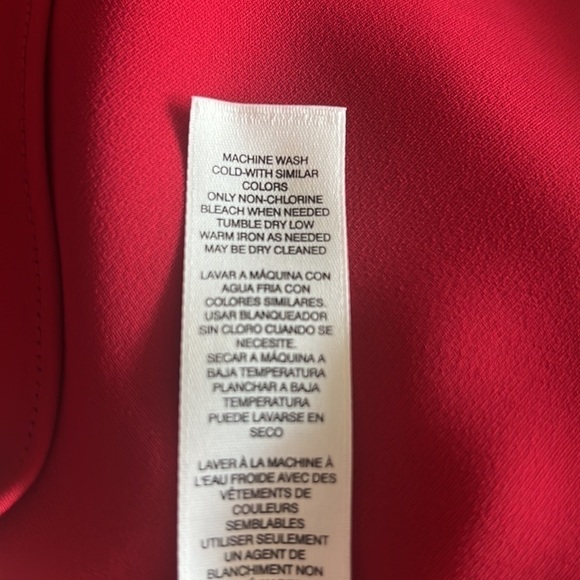 MACHINE WASH
COLD-WITH SIMILAR
COLORS
ONLY NON-CHLORINE
BLEACH WHEN NEEDED
TUMBLE DRY LOW
WARM IRON AS NEEDED
MAY BE DRY CLEANED
LAVAR A MÁQUINA CON
AGUA FRIA CON
COLORES SIMILARES.
USAR BLANQUEADOR
SIN CLORO CUANDO SE
NECESITE.
SECAR A MÁQUINA A
BAJA TEMPERATURA
PLANCHAR A BAJA
TEMPERATURA
PUEDE LAVARSE EN
SECO
LAVER À LA MACHINE À
L'EAU FROIDE AVEC DES
VÊTEMENTS DE
COULEURS
SEMBLABLES
UTILISER SEULEMENT
UN AGENT DE
BLANCHIMENT NON